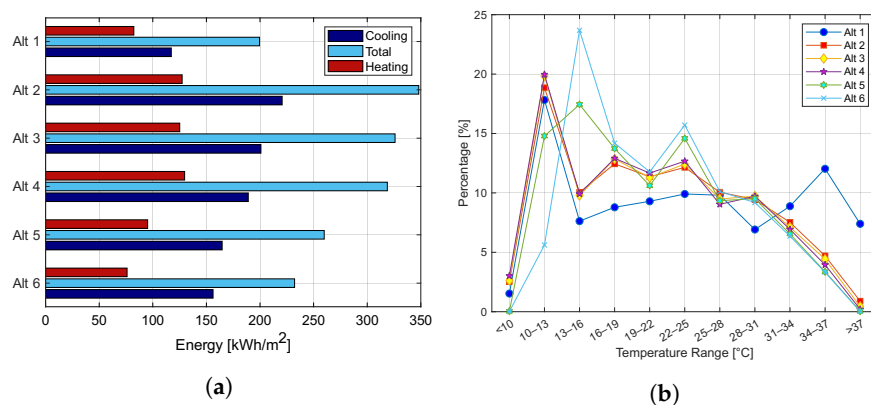 Alt 1
Alt 2
Alt 3
Alt 4
Alt 5
Alt 6
Cooling
Total
Heating
0 50 100 150 200 250 300 350
Energy [kWh/m²]
(a)
25
20
15
10
5
0
Percentage [%]
Alt 1
Alt 2
Alt 3
Alt 4
Alt 5
Alt 6
<10 10–13 13–16 16–19 19–22 22–25 25–28 28–31 31–34 34–37 >37
Temperature Range [°C]
(b)